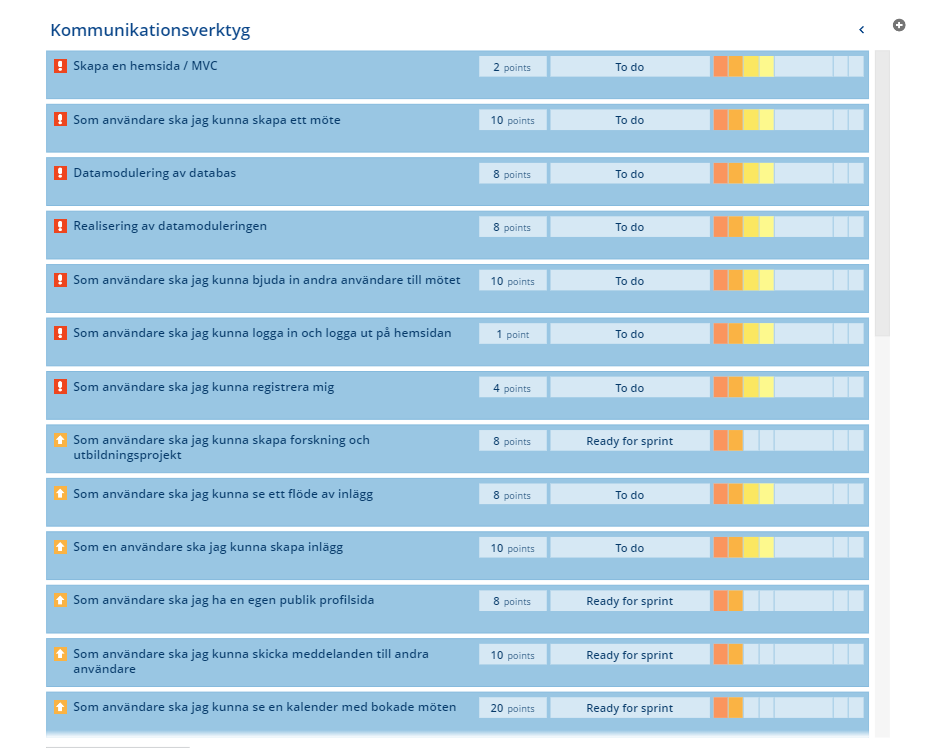 Kommunikationsverktyg
Skapa en hemsida / MVC 2 points To do
Som användare ska jag kunna skapa ett möte 10 points To do
Datamodulering av databas 8 points To do
Realisering av datamoduleringen 8 points To do
Som användare ska jag kunna bjuda in andra användare till mötet 10 points To do
Som användare ska jag kunna logga in och logga ut på hemsidan 1 point To do
Som användare ska jag kunna registrera mig 4 points To do
Som användare ska jag kunna skapa forskning och 8 points Ready for sprint
utbildningsprojekt
Som användare ska jag kunna se ett flöde av inlägg 8 points To do
Som en användare ska jag kunna skapa inlägg 10 points To do
Som användare ska jag ha en egen publik profilsida 8 points Ready for sprint
Som användare ska jag kunna skicka meddelanden till andra 10 points Ready for sprint
användare
Som användare ska jag kunna se en kalender med bokade möten 20 points Ready for sprint